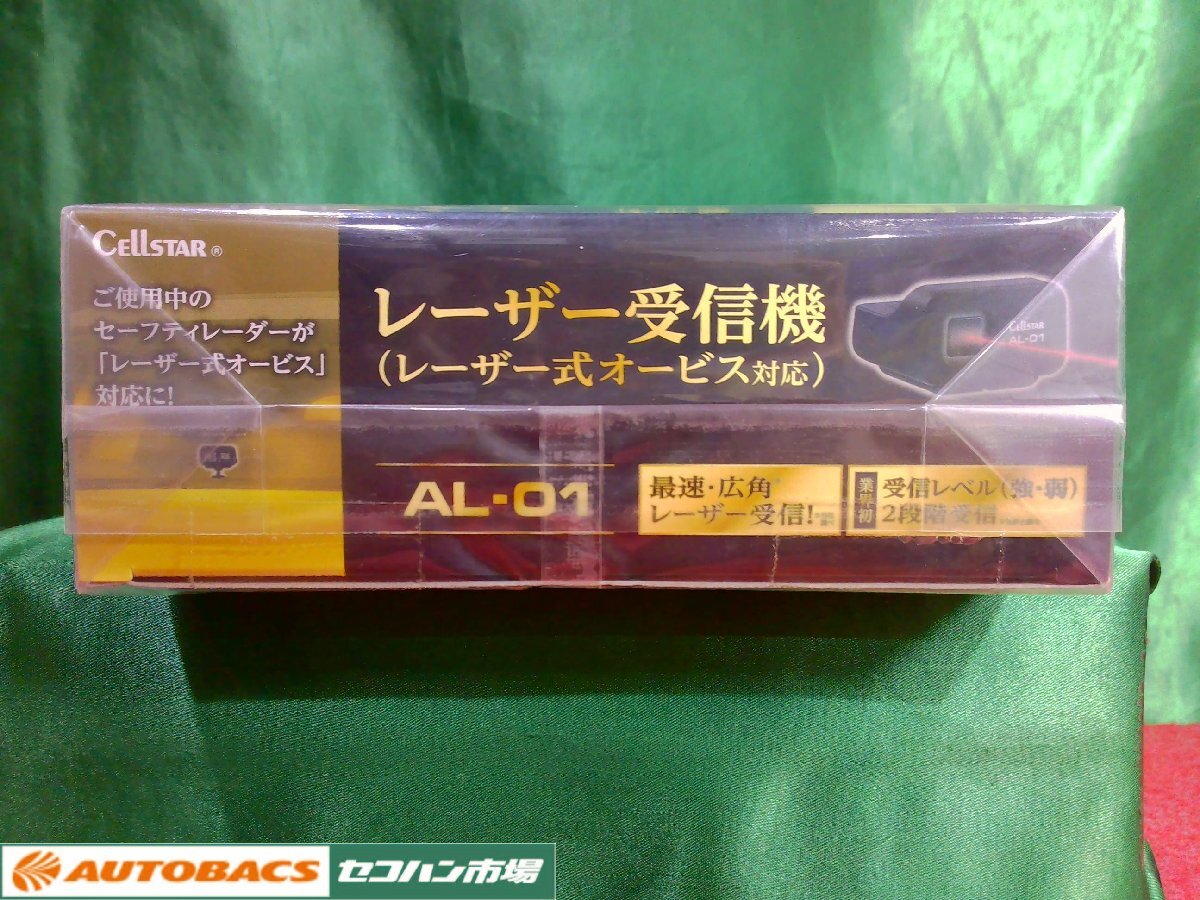 CELLSTAR ®
ご使用中の
セーフティレーダーが
「レーザー式オービス」
対応に!
レーザー受信機
(レーザー式オービス対応)
CELLSTAR
AL-01
AL-01
最速・広角
レーザー受信!
業界初
受信レベル(強・弱)
2段階受信
AUTOBACS セコハン市場